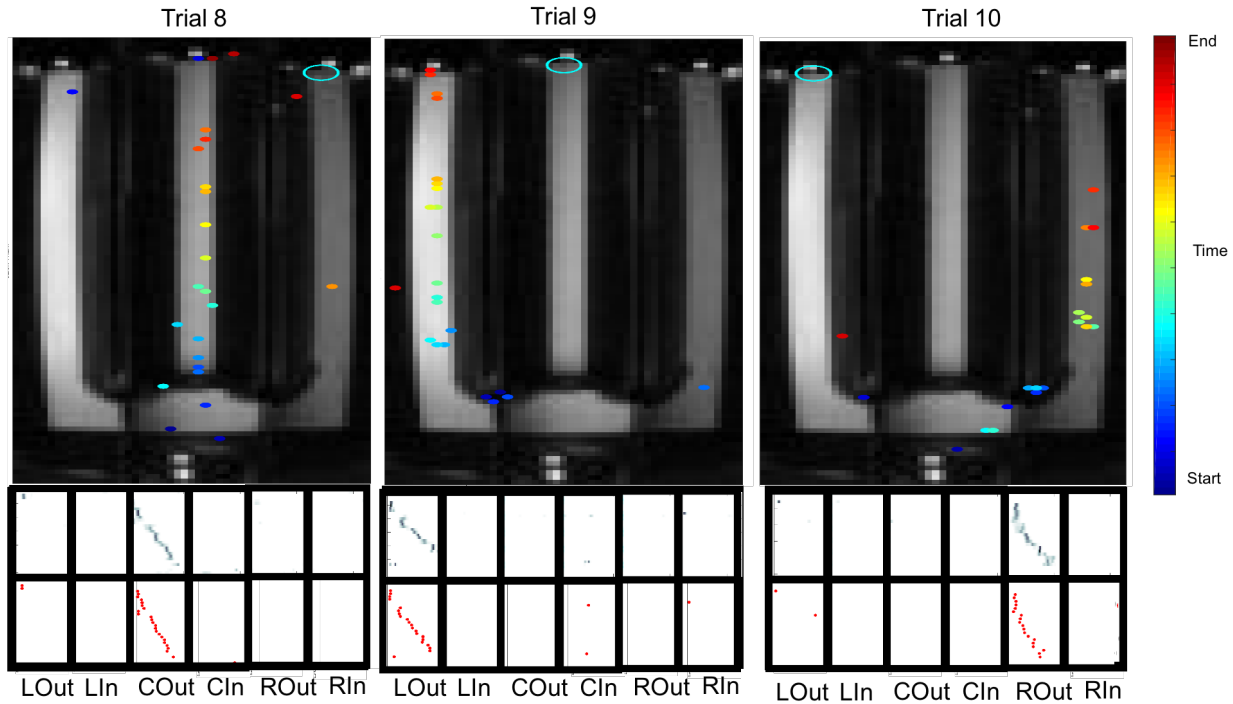 Trial 8
Trial 9
Trial 10
End
Time
Start
LOut LIn COut CIn ROut RIn
LOut LIn COut CIn ROut RIn
LOut LIn COut CIn ROut RIn